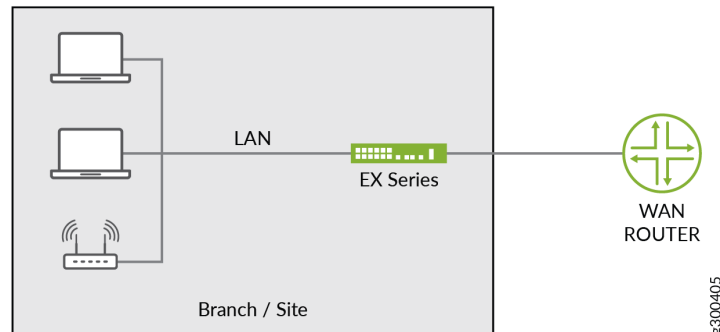 LAN
EX Series
WAN
ROUTER
Branch / Site
g300405